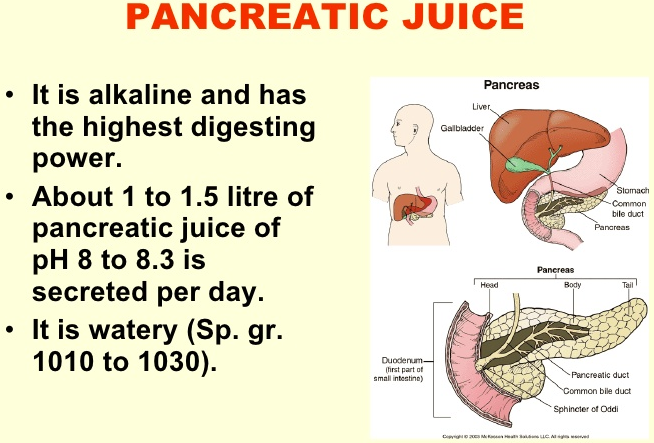 PANCREATIC JUICE
• It is alkaline and has
the highest digesting
power.
• About 1 to 1.5 litre of
pancreatic juice of
pH 8 to 8.3 is
secreted per day.
• It is watery (Sp. gr.
1010 to 1030).
Pancreas
Liver
Gallbladder
Stomach
Common
bile duct
Pancreas
Pancreas
Head
Body
Tail
Duodenum
(first part of
small intestine)
Pancreatic duct
Common bile duct
Sphincter of Oddi
Copyright © 2003 McKesson Health Solutions LLC. All rights reserved